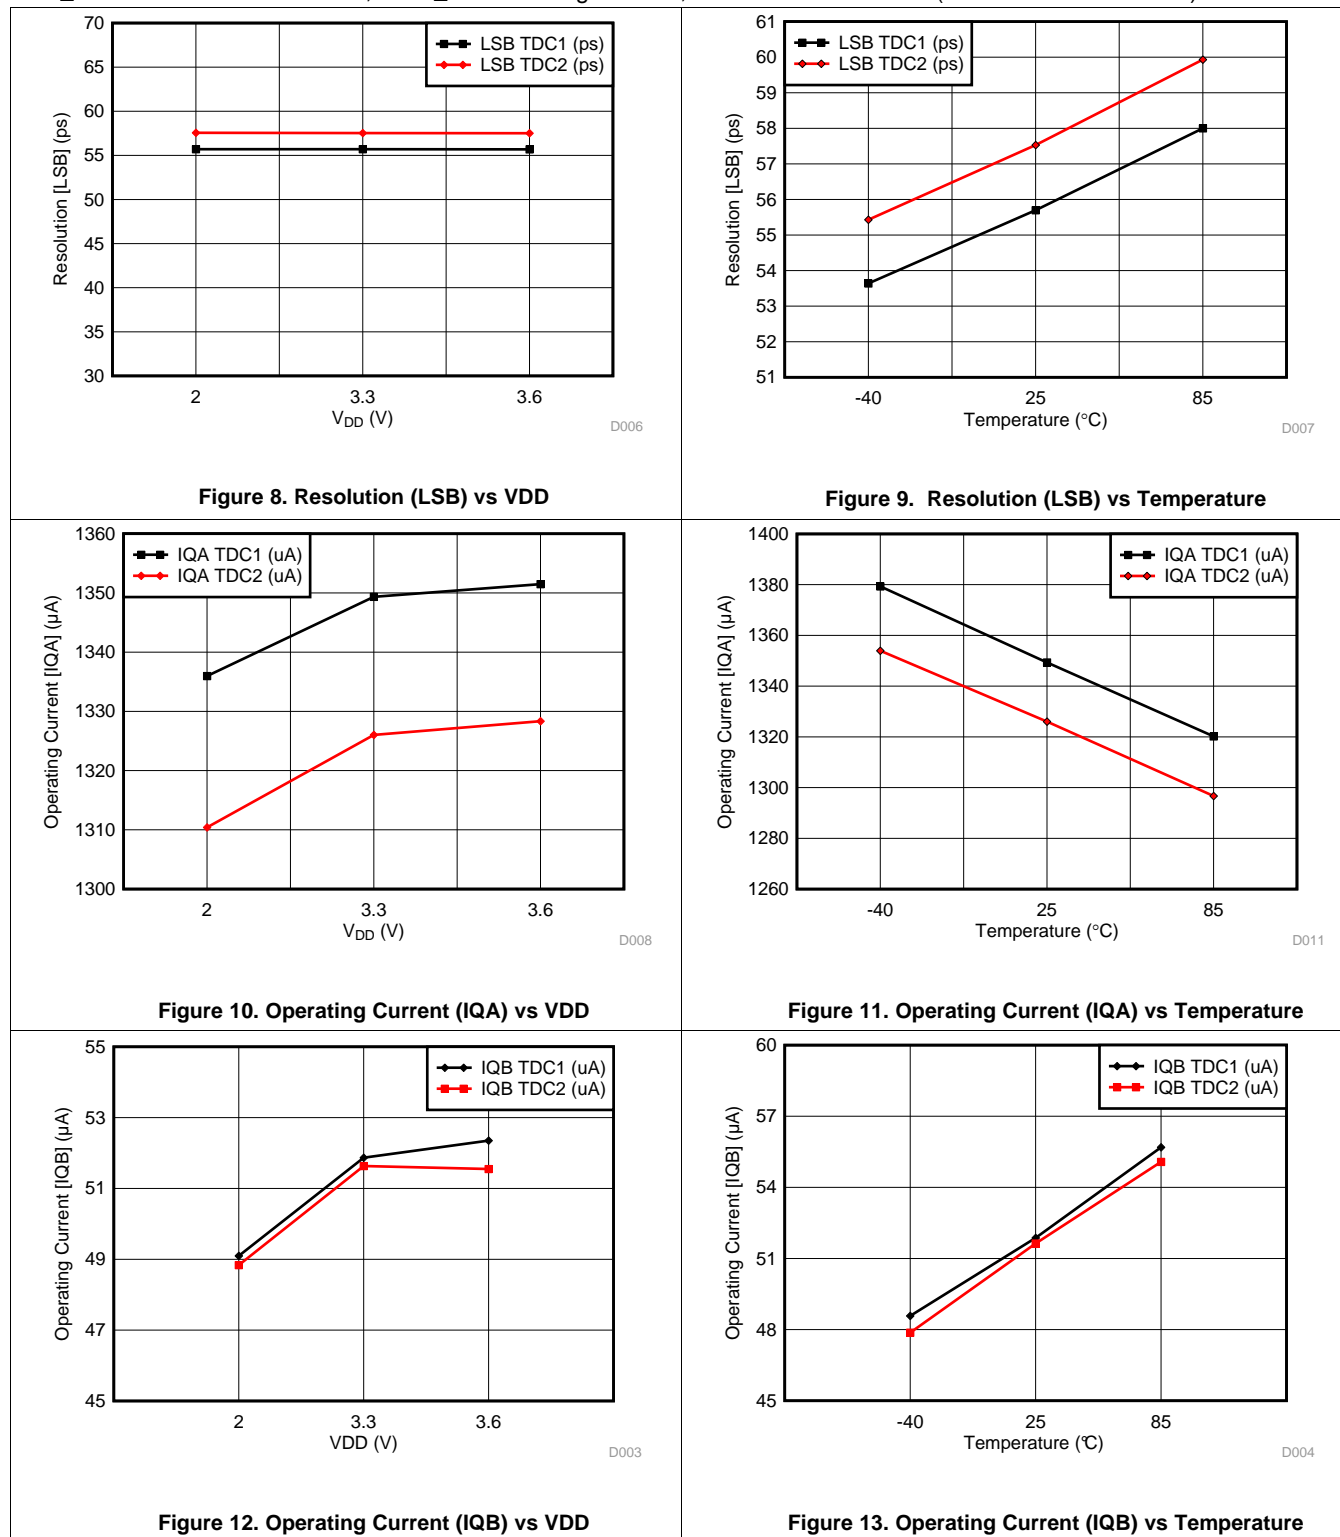 70
65
60
55
50
45
40
35
30
Resolution [LSB] (ps)
LSB TDC1 (ps)
LSB TDC2 (ps)
2 3.3 3.6
VDD (V)
D006
Figure 8. Resolution (LSB) vs VDD
61
60
59
58
57
56
55
54
53
52
51
Resolution [LSB] (ps)
LSB TDC1 (ps)
LSB TDC2 (ps)
-40 25 85
Temperature (°C)
D007
Figure 9. Resolution (LSB) vs Temperature
1360
1350
1340
1330
1320
1310
1300
Operating Current [IQA] (µA)
IQA TDC1 (uA)
IQA TDC2 (uA)
2 3.3 3.6
VDD (V)
D008
Figure 10. Operating Current (IQA) vs VDD
1400
1380
1360
1340
1320
1300
1280
1260
Operating Current [IQA] (µA)
IQA TDC1 (uA)
IQA TDC2 (uA)
-40 25 85
Temperature (°C)
D011
Figure 11. Operating Current (IQA) vs Temperature
55
53
51
49
47
45
Operating Current [IQB] (µA)
IQB TDC1 (uA)
IQB TDC2 (uA)
2 3.3 3.6
VDD (V)
D003
Figure 12. Operating Current (IQB) vs VDD
60
57
54
51
48
45
Operating Current [IQB] (µA)
IQB TDC1 (uA)
IQB TDC2 (uA)
-40 25 85
Temperature (℃)
D004
Figure 13. Operating Current (IQB) vs Temperature